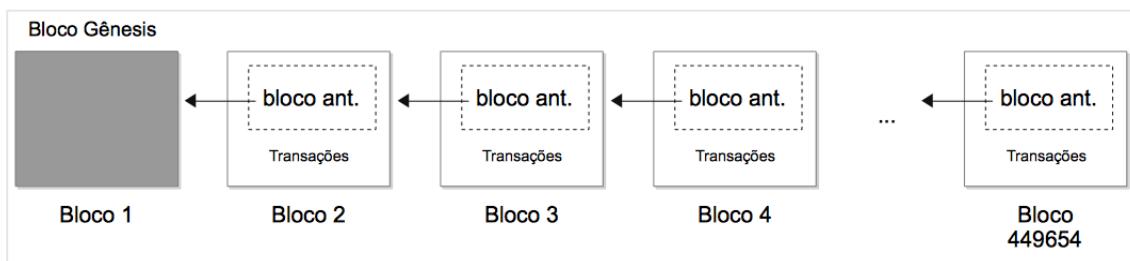 Bloco Gênesis
bloco ant.
bloco ant.
bloco ant.
bloco ant.
...
Transações
Transações
Transações
Transações
Bloco 1
Bloco 2
Bloco 3
Bloco 4
Bloco
449654